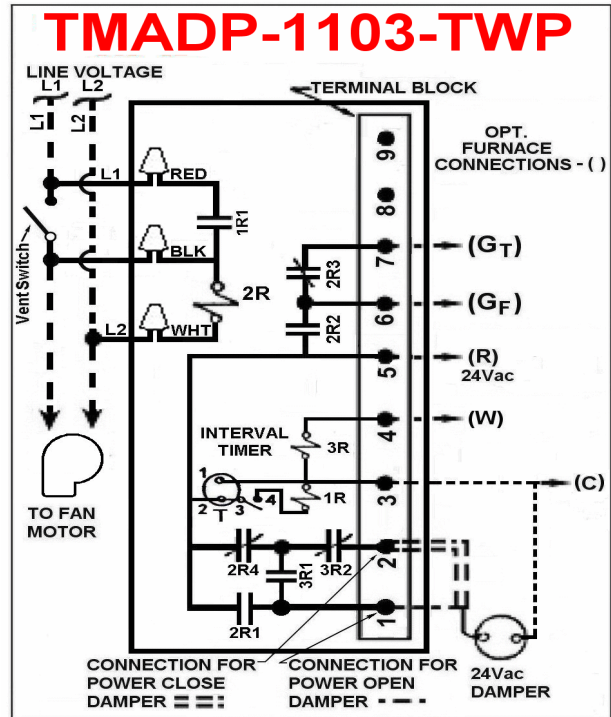 TMADP-1103-TWP
LINE VOLTAGE
L1 L2
L1
L2
TERMINAL BLOCK
OPT.
FURNACE
CONNECTIONS - ( )
9
8
L1
RED
1R1
Vent Switch
BLK
2R
2R3
7
(GT)
2R2
6
(GF)
L2
WHT
5
(R)
24Vac
4
(W)
INTERVAL
TIMER
3R
1
2
T
3
4
1R
3
(C)
TO FAN
MOTOR
2R4
3R1
3R2
2
2R1
1
CONNECTION FOR
POWER CLOSE
DAMPER
CONNECTION FOR
POWER OPEN
DAMPER
24Vac
DAMPER